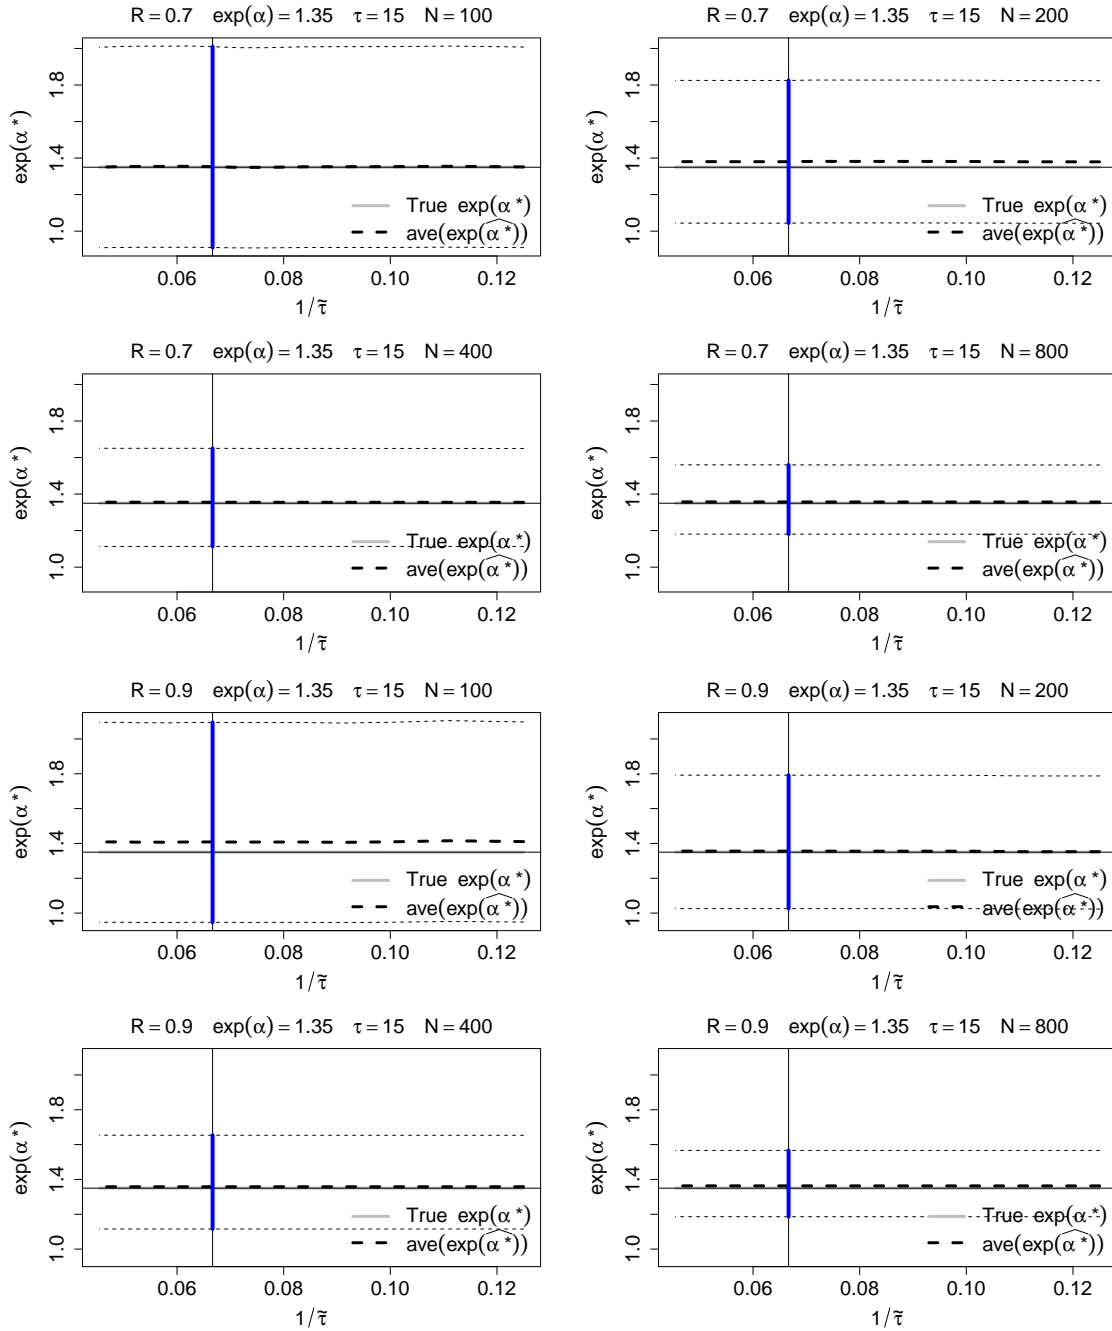 R = 0.7 exp(α) = 1.35 τ = 15 N = 100
exp(α*)
1.0 1.4 1.8
True exp(α*)
ave(exp(α*^))
0.06 0.08 0.10 0.12
1/τ̃
R = 0.7 exp(α) = 1.35 τ = 15 N = 200
exp(α*)
1.0 1.4 1.8
True exp(α*)
ave(exp(α*^))
0.06 0.08 0.10 0.12
1/τ̃
R = 0.7 exp(α) = 1.35 τ = 15 N = 400
exp(α*)
1.0 1.4 1.8
True exp(α*)
ave(exp(α*^))
0.06 0.08 0.10 0.12
1/τ̃
R = 0.7 exp(α) = 1.35 τ = 15 N = 800
exp(α*)
1.0 1.4 1.8
True exp(α*)
ave(exp(α*^))
0.06 0.08 0.10 0.12
1/τ̃
R = 0.9 exp(α) = 1.35 τ = 15 N = 100
exp(α*)
1.0 1.4 1.8
True exp(α*)
ave(exp(α*^))
0.06 0.08 0.10 0.12
1/τ̃
R = 0.9 exp(α) = 1.35 τ = 15 N = 200
exp(α*)
1.0 1.4 1.8
True exp(α*)
ave(exp(α*^))
0.06 0.08 0.10 0.12
1/τ̃
R = 0.9 exp(α) = 1.35 τ = 15 N = 400
exp(α*)
1.0 1.4 1.8
True exp(α*)
ave(exp(α*^))
0.06 0.08 0.10 0.12
1/τ̃
R = 0.9 exp(α) = 1.35 τ = 15 N = 800
exp(α*)
1.0 1.4 1.8
True exp(α*)
ave(exp(α*^))
0.06 0.08 0.10 0.12
1/τ̃